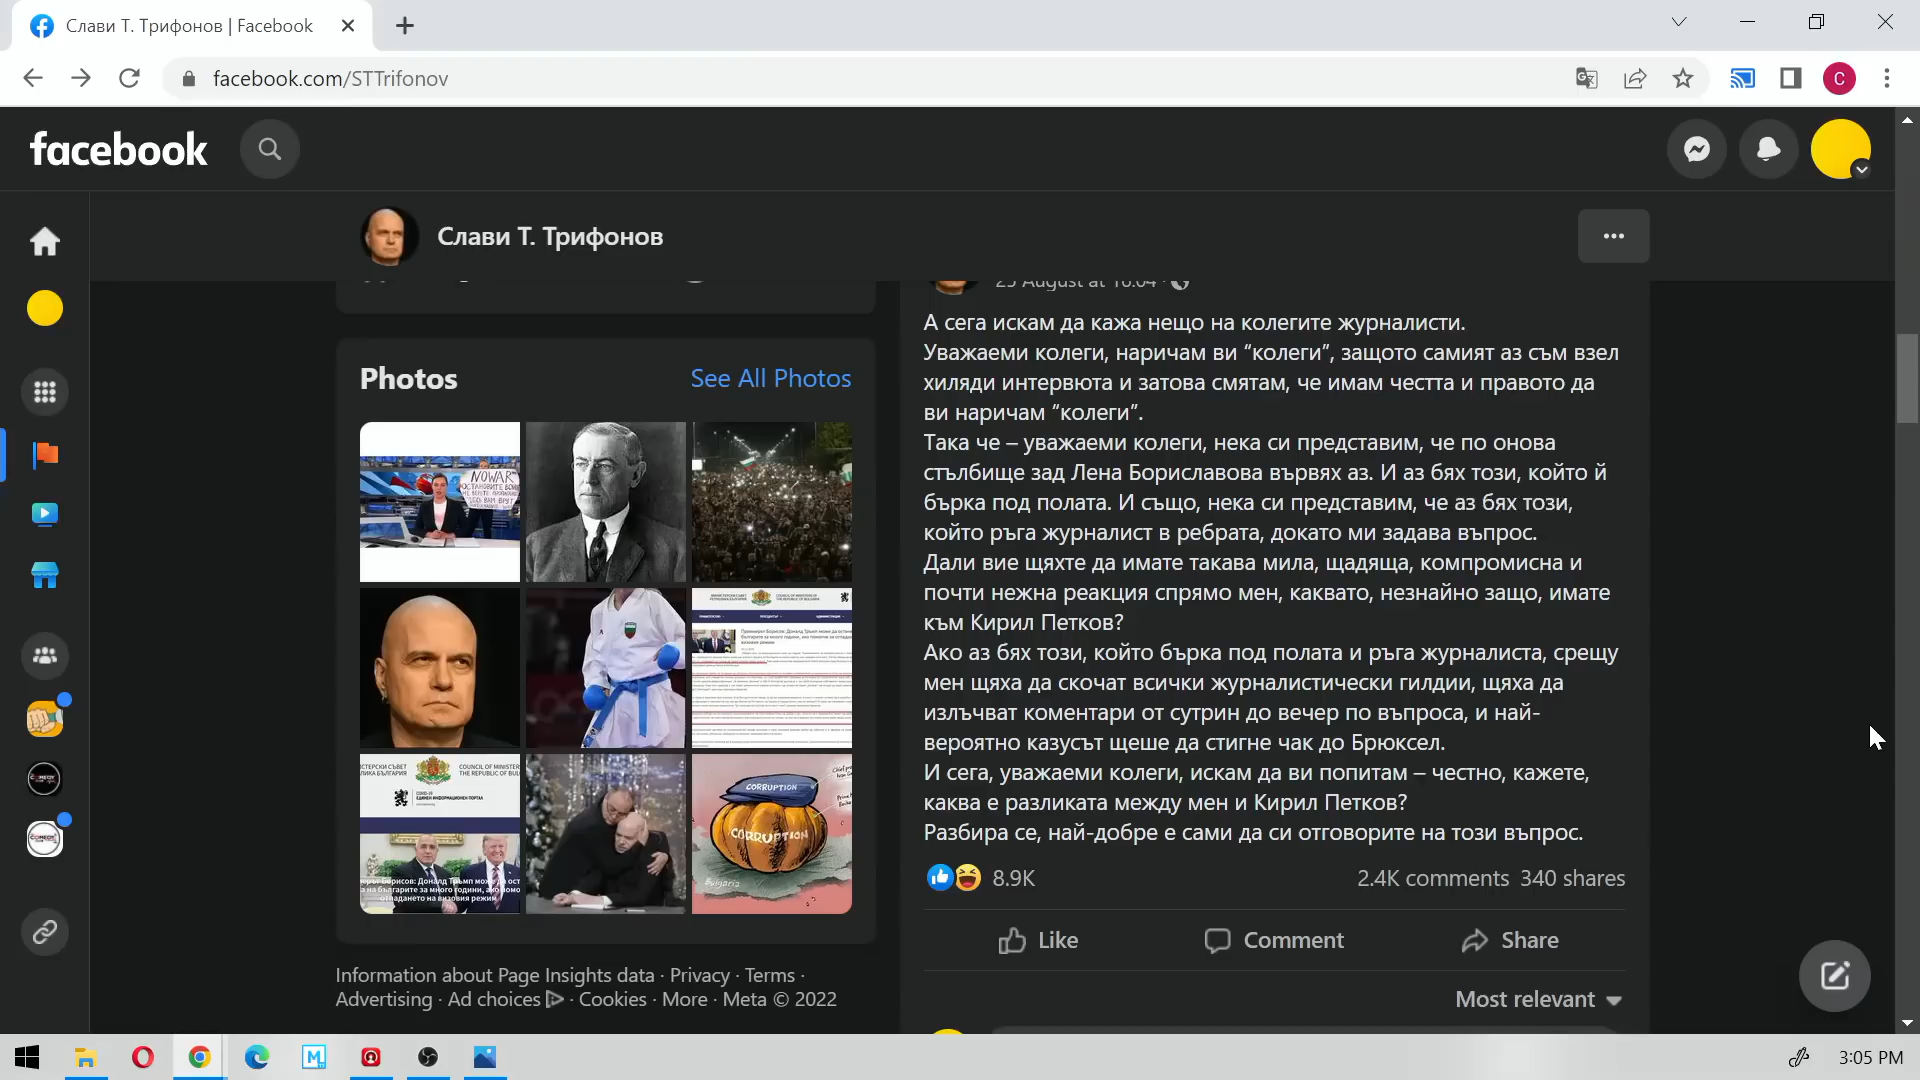 Слави Т. Трифонов | Facebook
facebook.com/STTrifonov
C
facebook
Слави Т. Трифонов
Photos
See All Photos
NO WAR
CORRUPTION
CORRUPTION
Bulgaria
Information about Page Insights data · Privacy · Terms ·
Advertising · Ad choices · Cookies · More · Meta © 2022
25 August at 18:04 ·
А сега искам да кажа нещо на колегите журналисти.
Уважаеми колеги, наричам ви “колеги”, защото самият аз съм взел
хиляди интервюта и затова смятам, че имам честта и правото да
ви наричам “колеги”.
Така че – уважаеми колеги, нека си представим, че по онова
стълбище зад Лена Бориславова вървях аз. И аз бях този, който ѝ
бърка под полата. И също, нека си представим, че аз бях този,
който ръга журналист в ребрата, докато ми задава въпрос.
Дали вие щяхте да имате такава мила, щадяща, компромисна и
почти нежна реакция спрямо мен, каквато, незнайно защо, имате
към Кирил Петков?
Ако аз бях този, който бърка под полата и ръга журналиста, срещу
мен щяха да скочат всички журналистически гилдии, щяха да
излъчват коментари от сутрин до вечер по въпроса, и най-
вероятно казусът щеше да стигне чак до Брюксел.
И сега, уважаеми колеги, искам да ви попитам – честно, кажете,
каква е разликата между мен и Кирил Петков?
Разбира се, най-добре е сами да си отговорите на този въпрос.
8.9K
2.4K comments 340 shares
Like
Comment
Share
Most relevant
3:05 PM